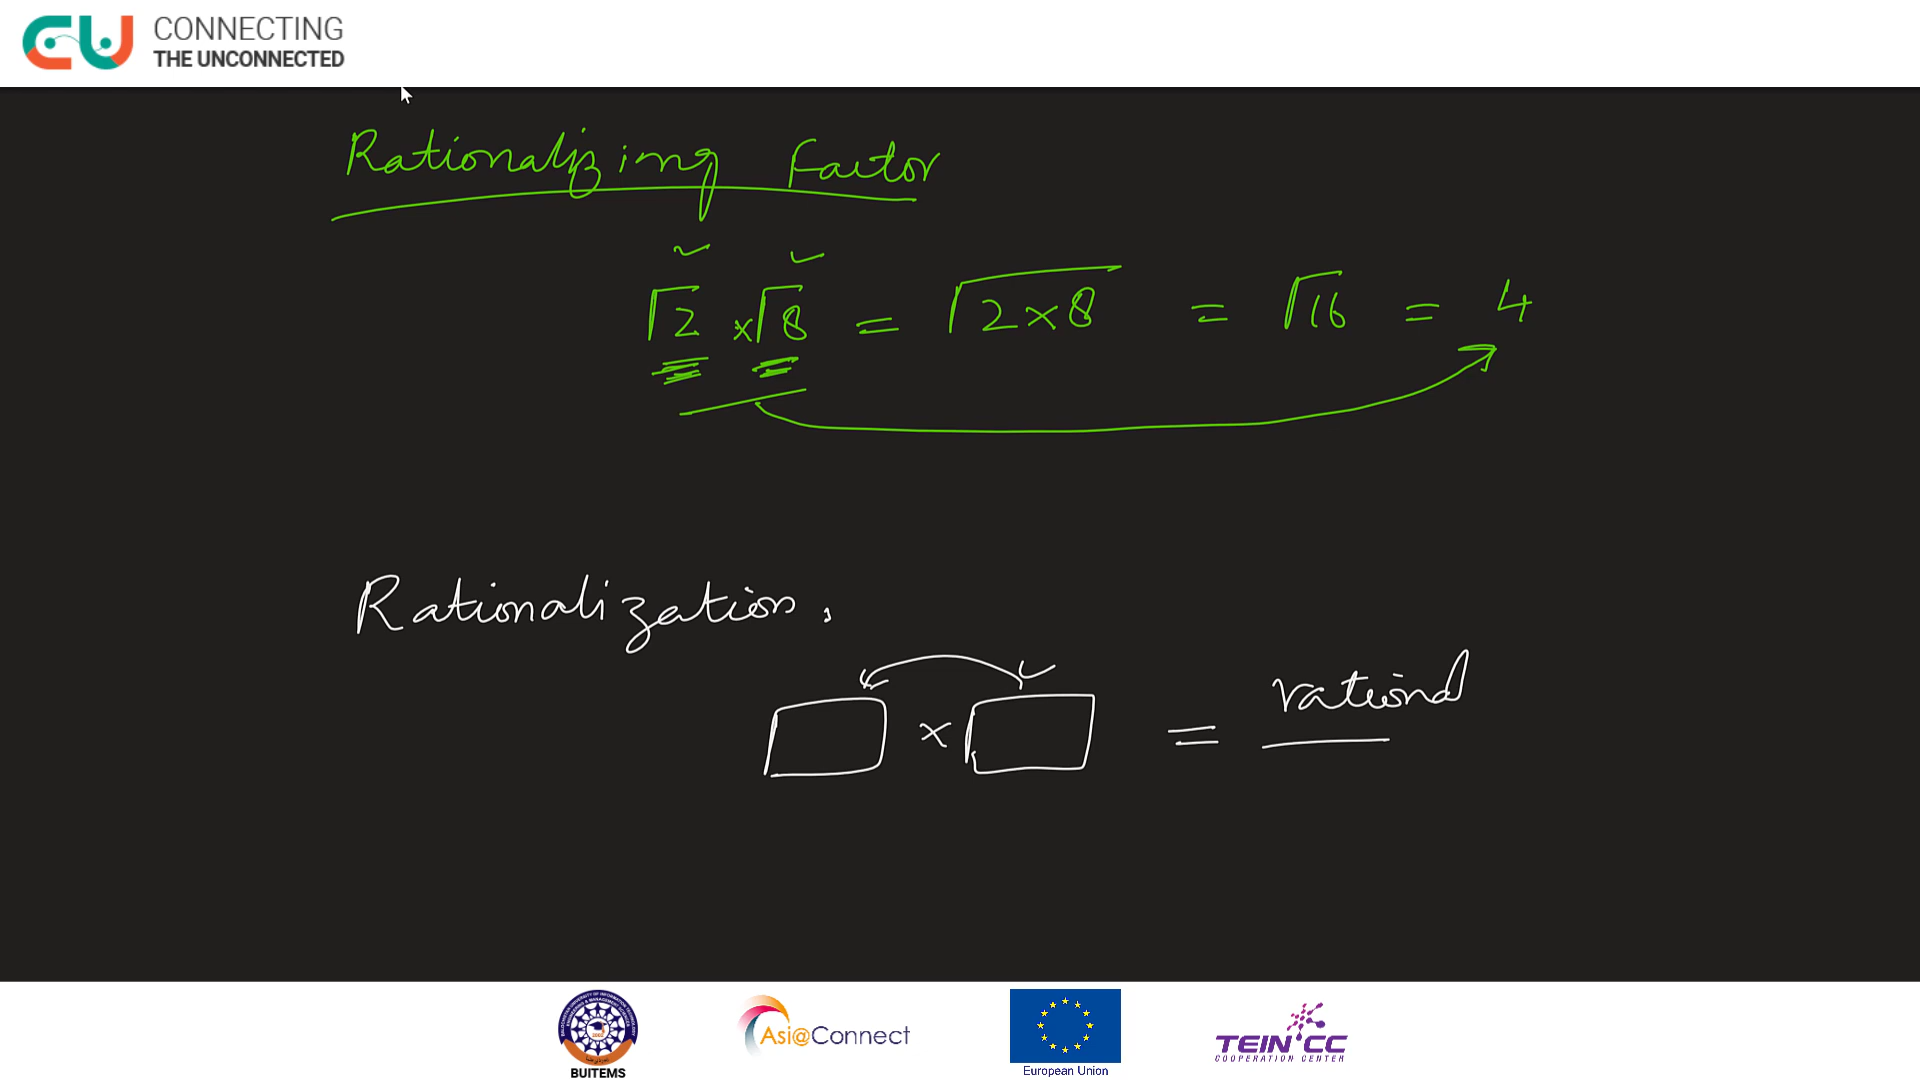 CONNECTING
THE UNCONNECTED
Rationalizing Factor
√2 × √8 = √2×8 = √16 = 4
Rationalization.
× = rational
BUITEMS
Asi@Connect
European Union
TEIN*CC
COOPERATION CENTER